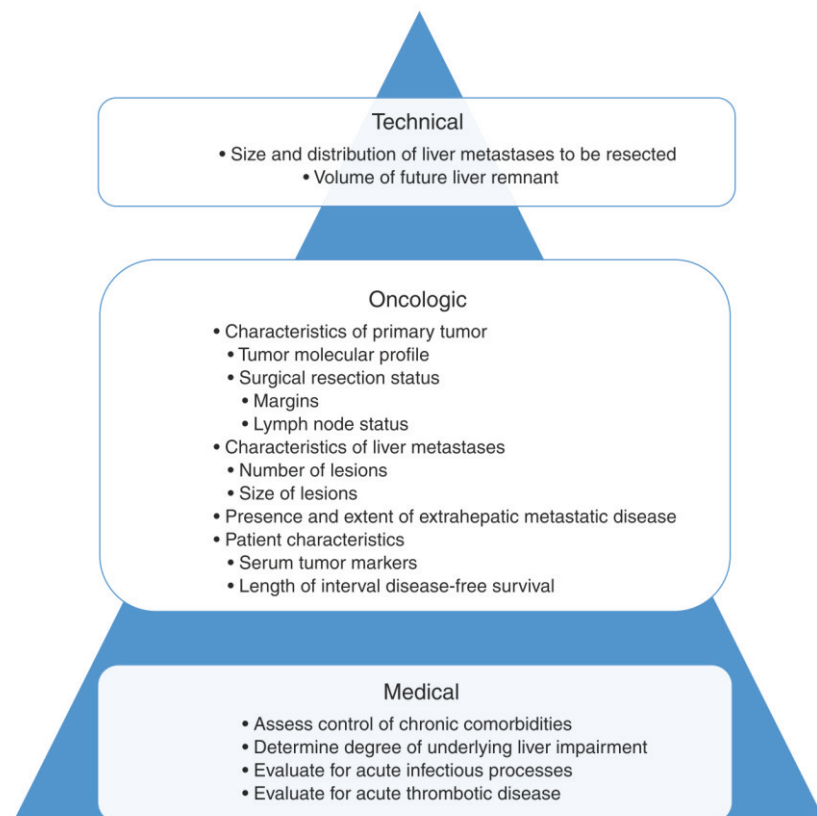 Technical
• Size and distribution of liver metastases to be resected
• Volume of future liver remnant
Oncologic
• Characteristics of primary tumor
• Tumor molecular profile
• Surgical resection status
• Margins
• Lymph node status
• Characteristics of liver metastases
• Number of lesions
• Size of lesions
• Presence and extent of extrahepatic metastatic disease
• Patient characteristics
• Serum tumor markers
• Length of interval disease-free survival
Medical
• Assess control of chronic comorbidities
• Determine degree of underlying liver impairment
• Evaluate for acute infectious processes
• Evaluate for acute thrombotic disease